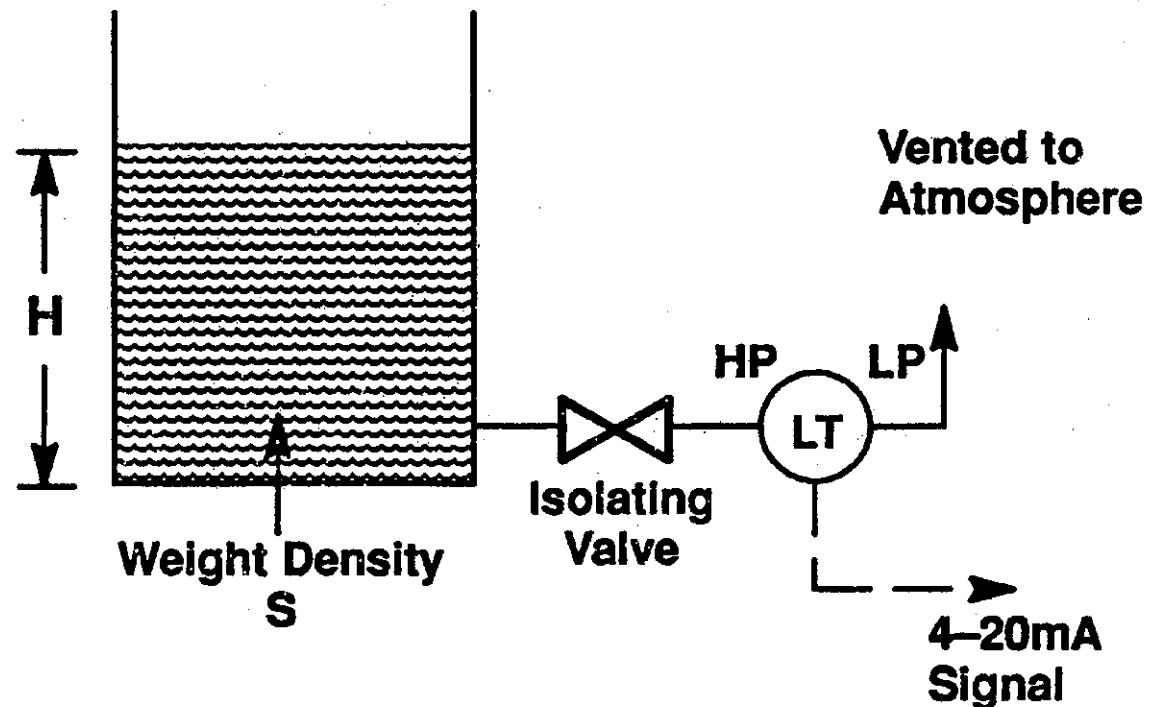 Vented to
Atmosphere
H
HP
LP
LT
Isolating
Valve
Weight Density
S
4–20mA
Signal